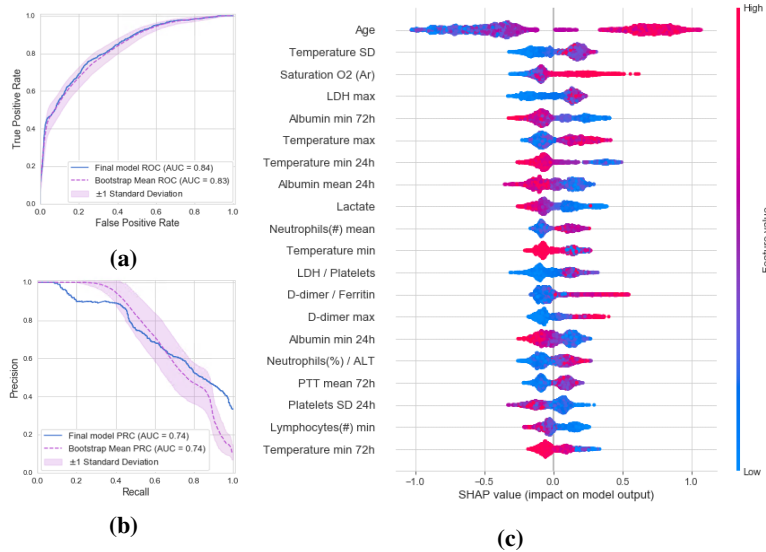 1.0
0.8
0.6
0.4
0.2
0.0
0.0 0.2 0.4 0.6 0.8 1.0
True Positive Rate
False Positive Rate
Final model ROC (AUC = 0.84)
Bootstrap Mean ROC (AUC = 0.83)
±1 Standard Deviation
(a)
1.0
0.8
0.6
0.4
0.2
0.0
0.0 0.2 0.4 0.6 0.8 1.0
Precision
Recall
Final model PRC (AUC = 0.74)
Bootstrap Mean PRC (AUC = 0.74)
±1 Standard Deviation
(b)
Age
Temperature SD
Saturation O2 (Ar)
LDH max
Albumin min 72h
Temperature max
Temperature min 24h
Albumin mean 24h
Lactate
Neutrophils(#) mean
Temperature min
LDH / Platelets
D-dimer / Ferritin
D-dimer max
Albumin min 24h
Neutrophils(%) / ALT
PTT mean 72h
Platelets SD 24h
Lymphocytes(#) min
Temperature min 72h
−1.0 −0.5 0.0 0.5 1.0
SHAP value (impact on model output)
High
Low
(c)